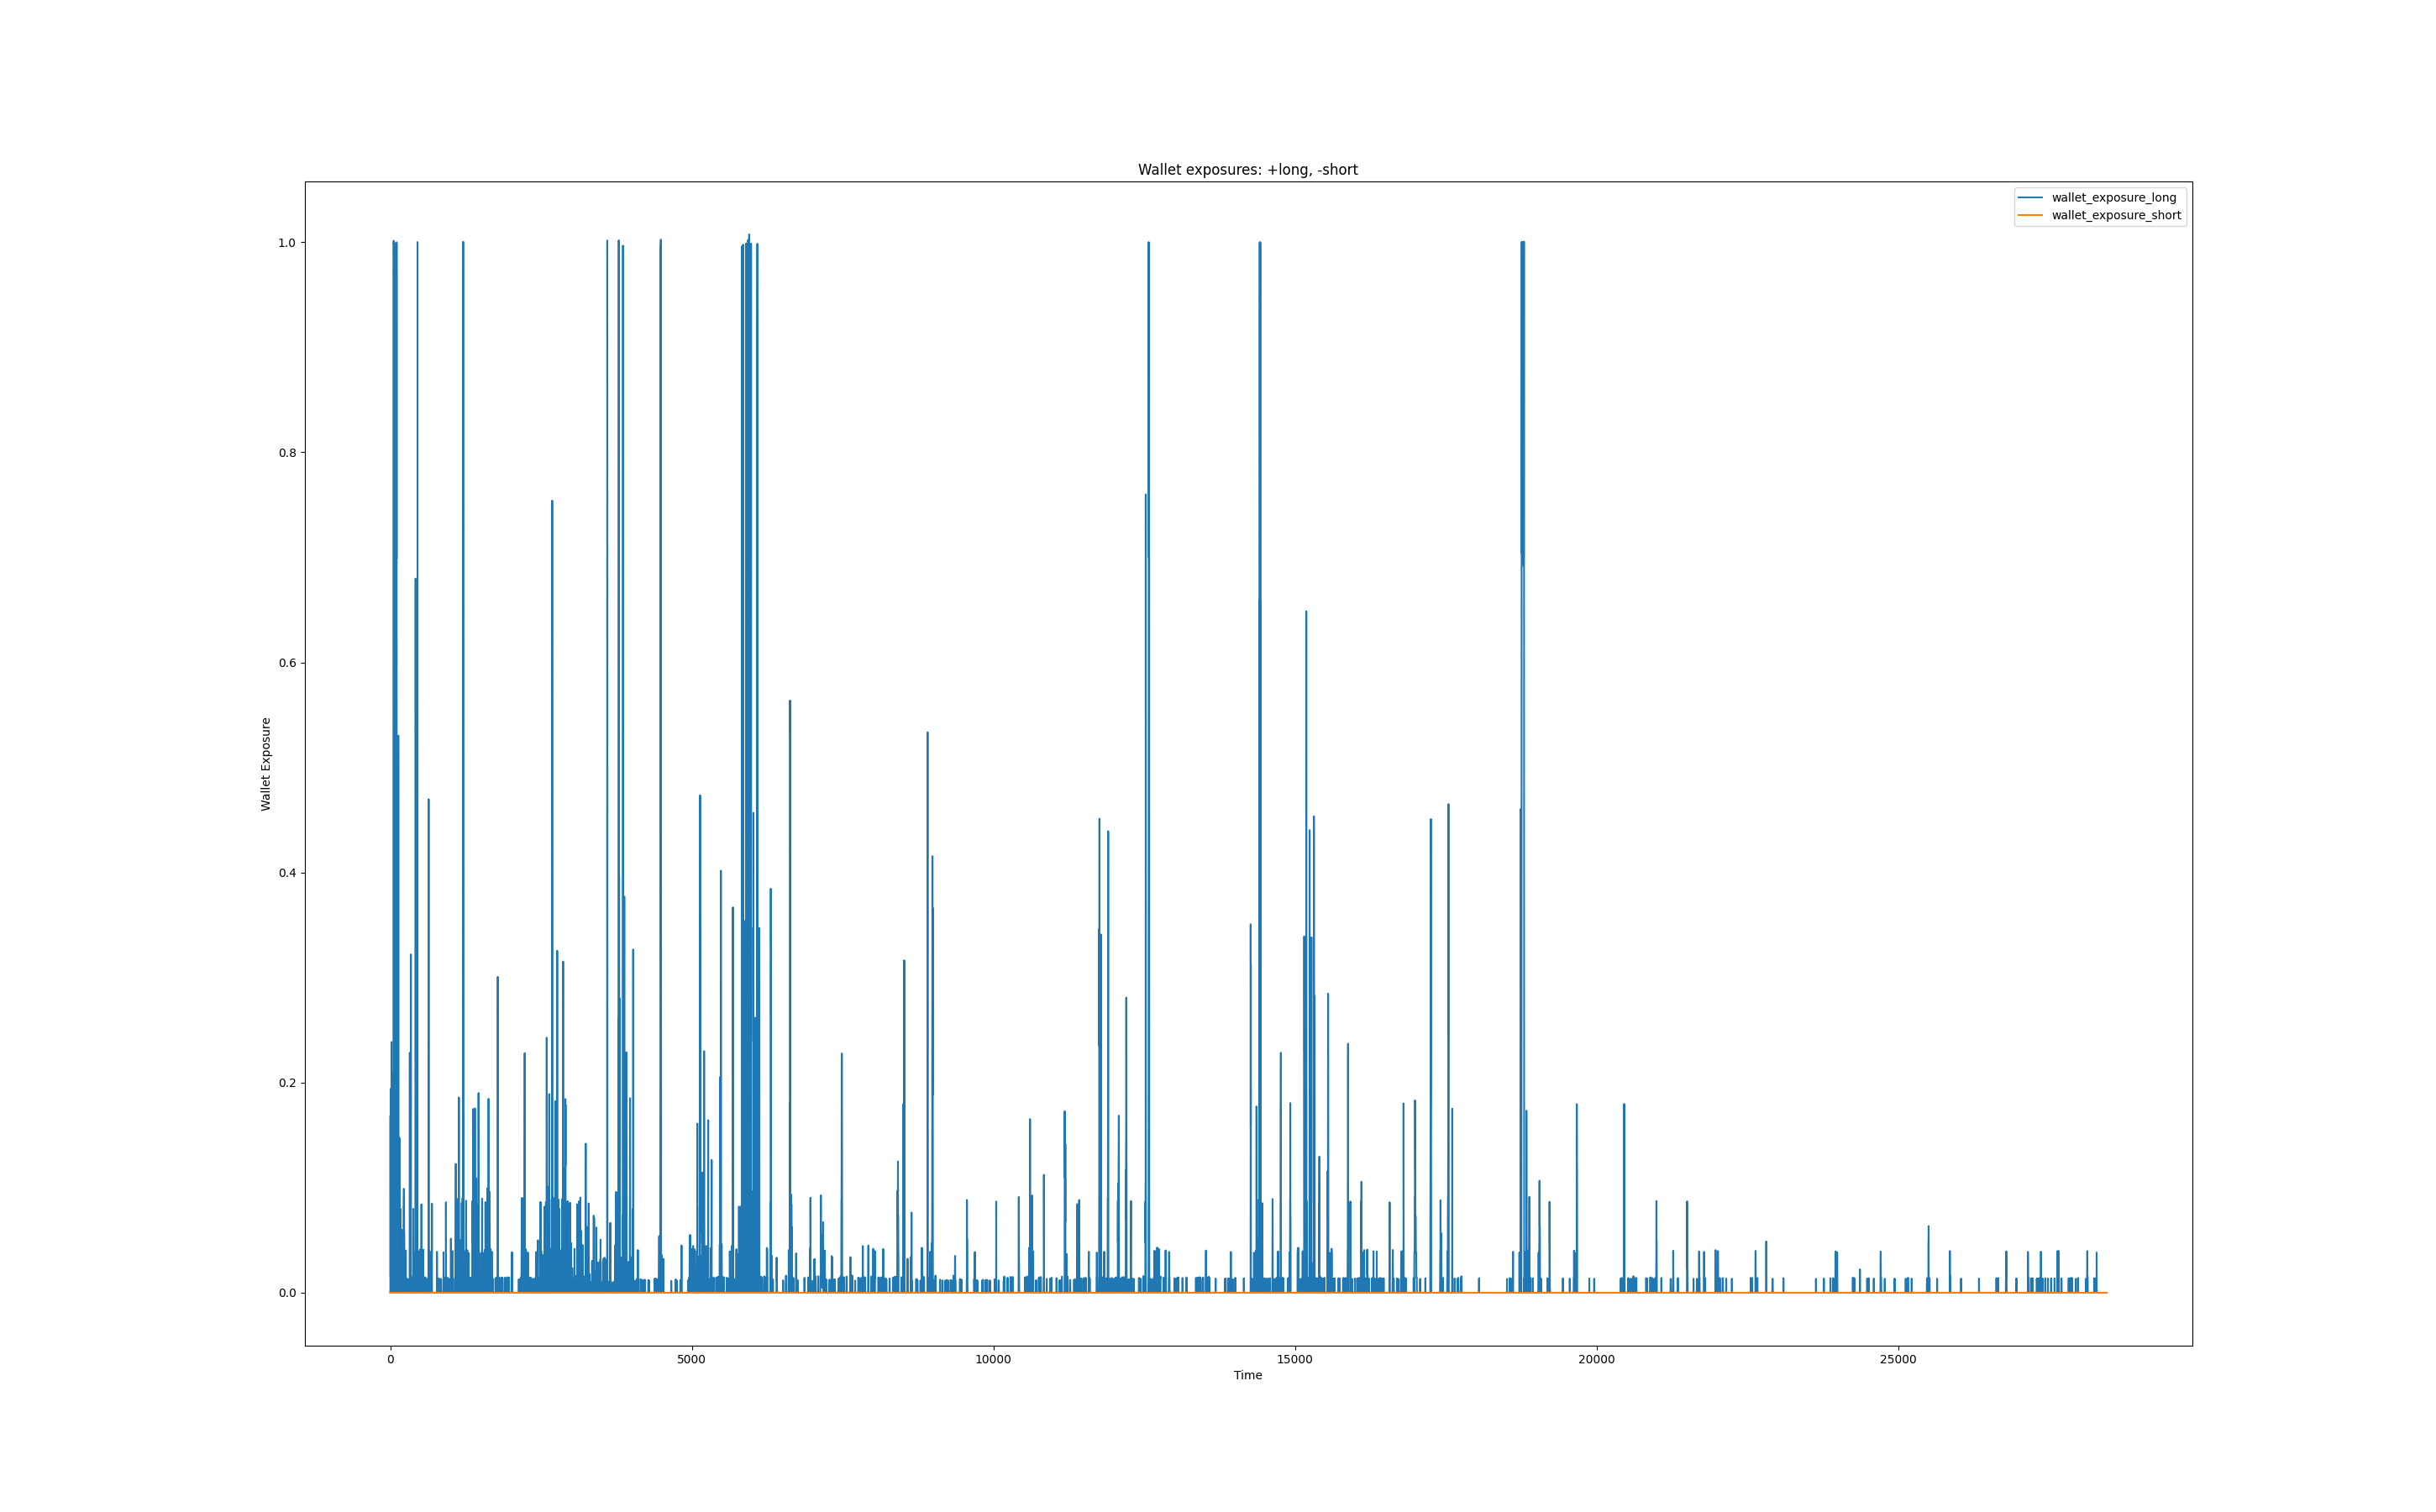 Wallet exposures: +long, -short
wallet_exposure_long
wallet_exposure_short
1.0
0.8
0.6
0.4
0.2
0.0
Wallet Exposure
0 5000 10000 15000 20000 25000
Time